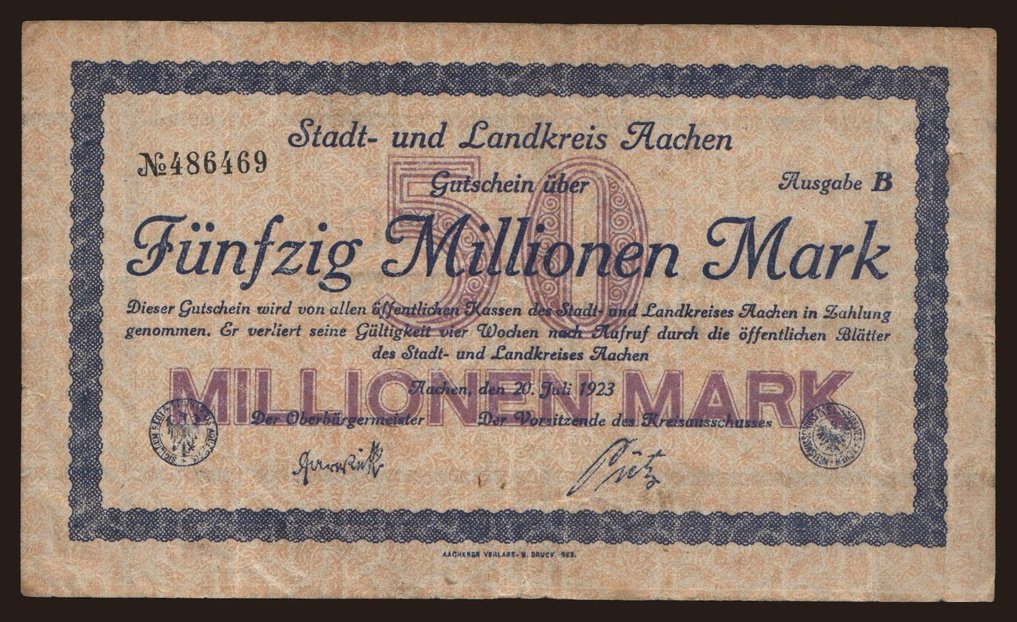 Stadt- und Landkreis Aachen
№486469
50
Gutschein über
Ausgabe B
Fünfzig Millionen Mark
Dieser Gutschein wird von allen öffentlichen Kassen des Stadt- und Landkreises Aachen in Zahlung
genommen. Er verliert seine Gültigkeit vier Wochen nach Aufruf durch die öffentlichen Blätter
des Stadt- und Landkreises Aachen
MILLIONEN MARK
Aachen, den 20. Juli 1923
Der Oberbürgermeister Der Vorsitzende des Kreisausschusses
AACHENER VERLAGS- U. DRUCK. GES.